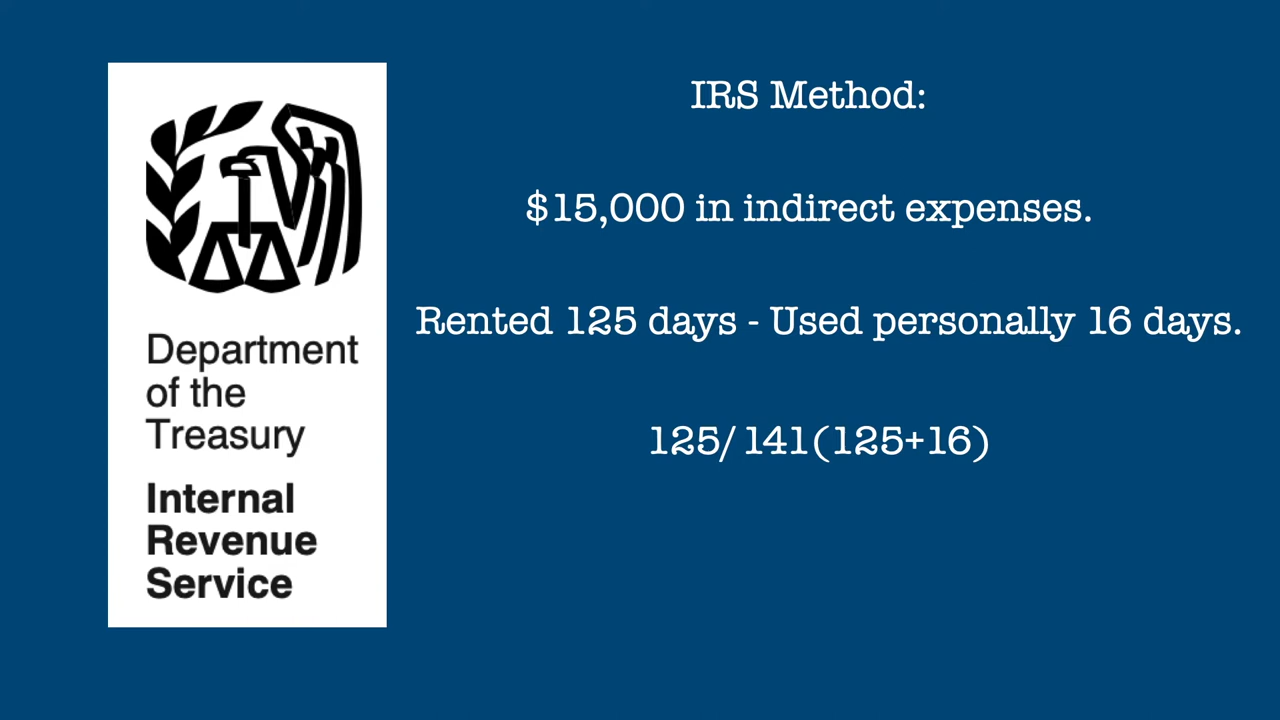 Department
of the
Treasury
Internal
Revenue
Service
IRS Method:
$15,000 in indirect expenses.
Rented 125 days - Used personally 16 days.
125/141(125+16)